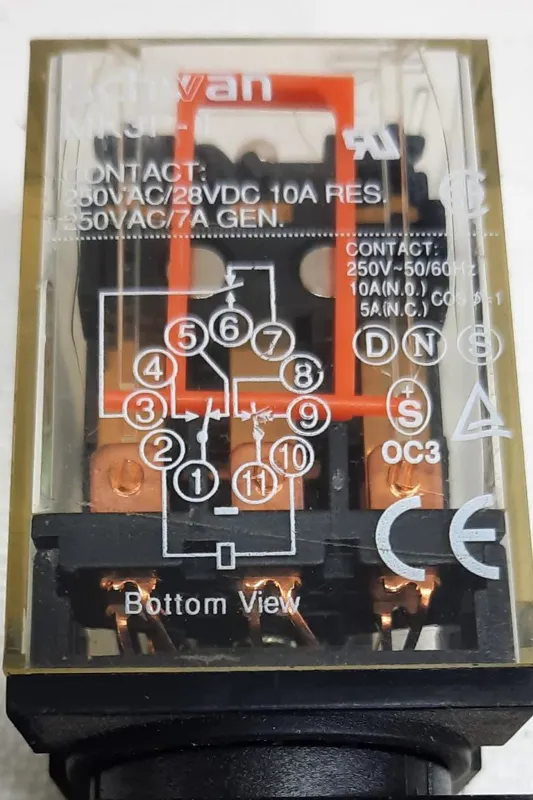 CONTACT:
250VAC/28VDC 10A RES.
250VAC/7A GEN.
CONTACT:
250V~50/60Hz
10A(N.O.)
5A(N.C.)
6
5 7
4 8
3 9
2 10
1 11
D N S
+
S
OC3
CE
Bottom View